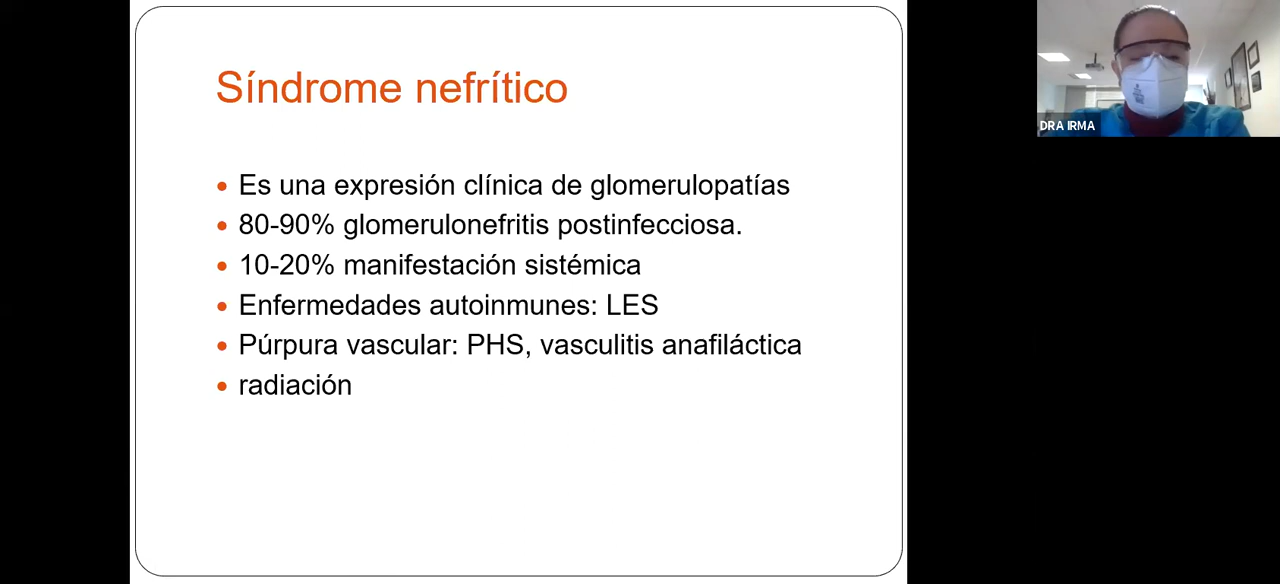 Síndrome nefrítico
Es una expresión clínica de glomerulopatías
80-90% glomerulonefritis postinfecciosa.
10-20% manifestación sistémica
Enfermedades autoinmunes: LES
Púrpura vascular: PHS, vasculitis anafiláctica
radiación
DRA IRMA